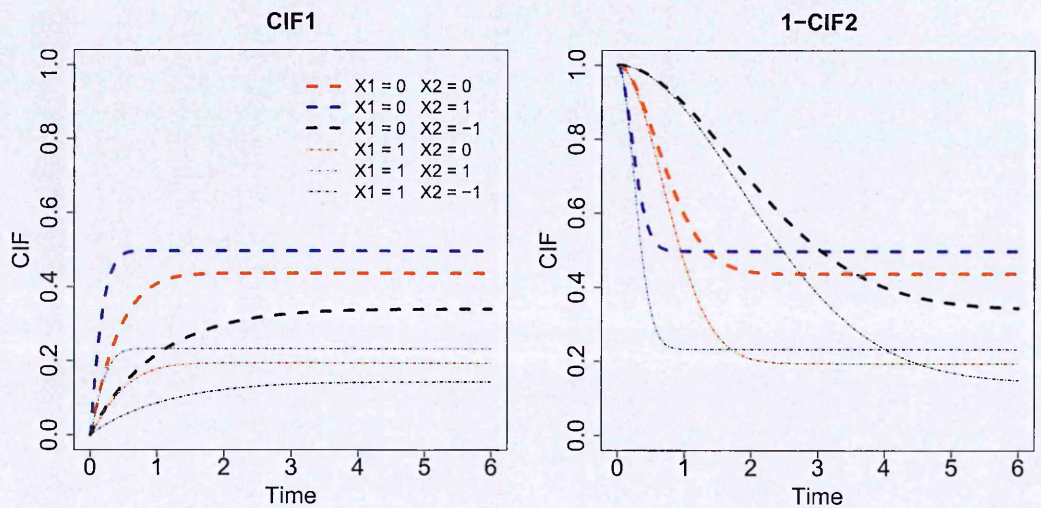 CIF1
CIF
1.0
0.8
0.6
0.4
0.2
0.0
X1 = 0 X2 = 0
X1 = 0 X2 = 1
X1 = 0 X2 = −1
X1 = 1 X2 = 0
X1 = 1 X2 = 1
X1 = 1 X2 = −1
0 1 2 3 4 5 6
Time
1−CIF2
CIF
1.0
0.8
0.6
0.4
0.2
0.0
0 1 2 3 4 5 6
Time